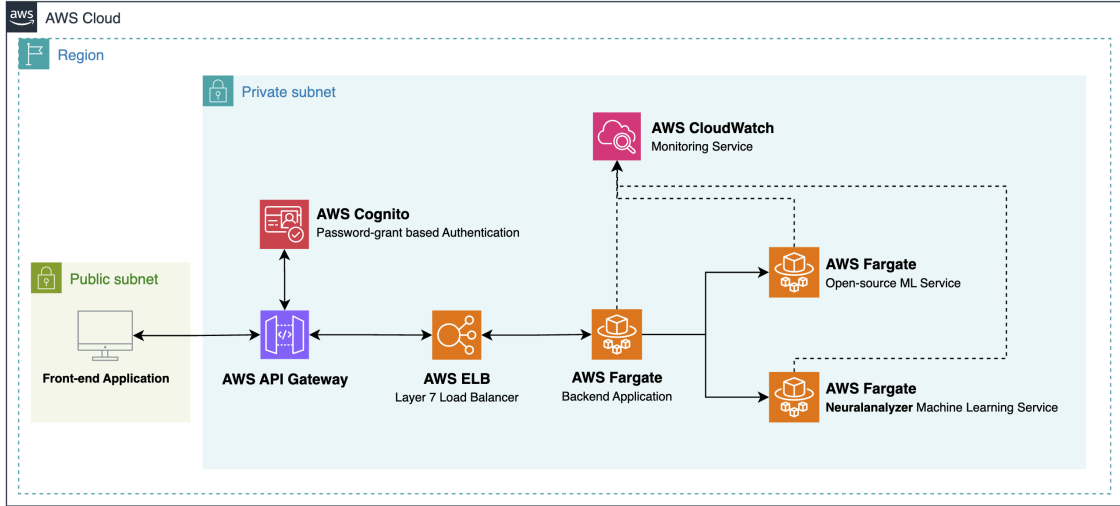 aws
AWS Cloud
Region
Private subnet
AWS CloudWatch
Monitoring Service
AWS Cognito
Password-grant based Authentication
AWS Fargate
Open-source ML Service
Public subnet
Front-end Application
</>
AWS API Gateway
AWS ELB
Layer 7 Load Balancer
AWS Fargate
Backend Application
AWS Fargate
Neuralanalyzer Machine Learning Service